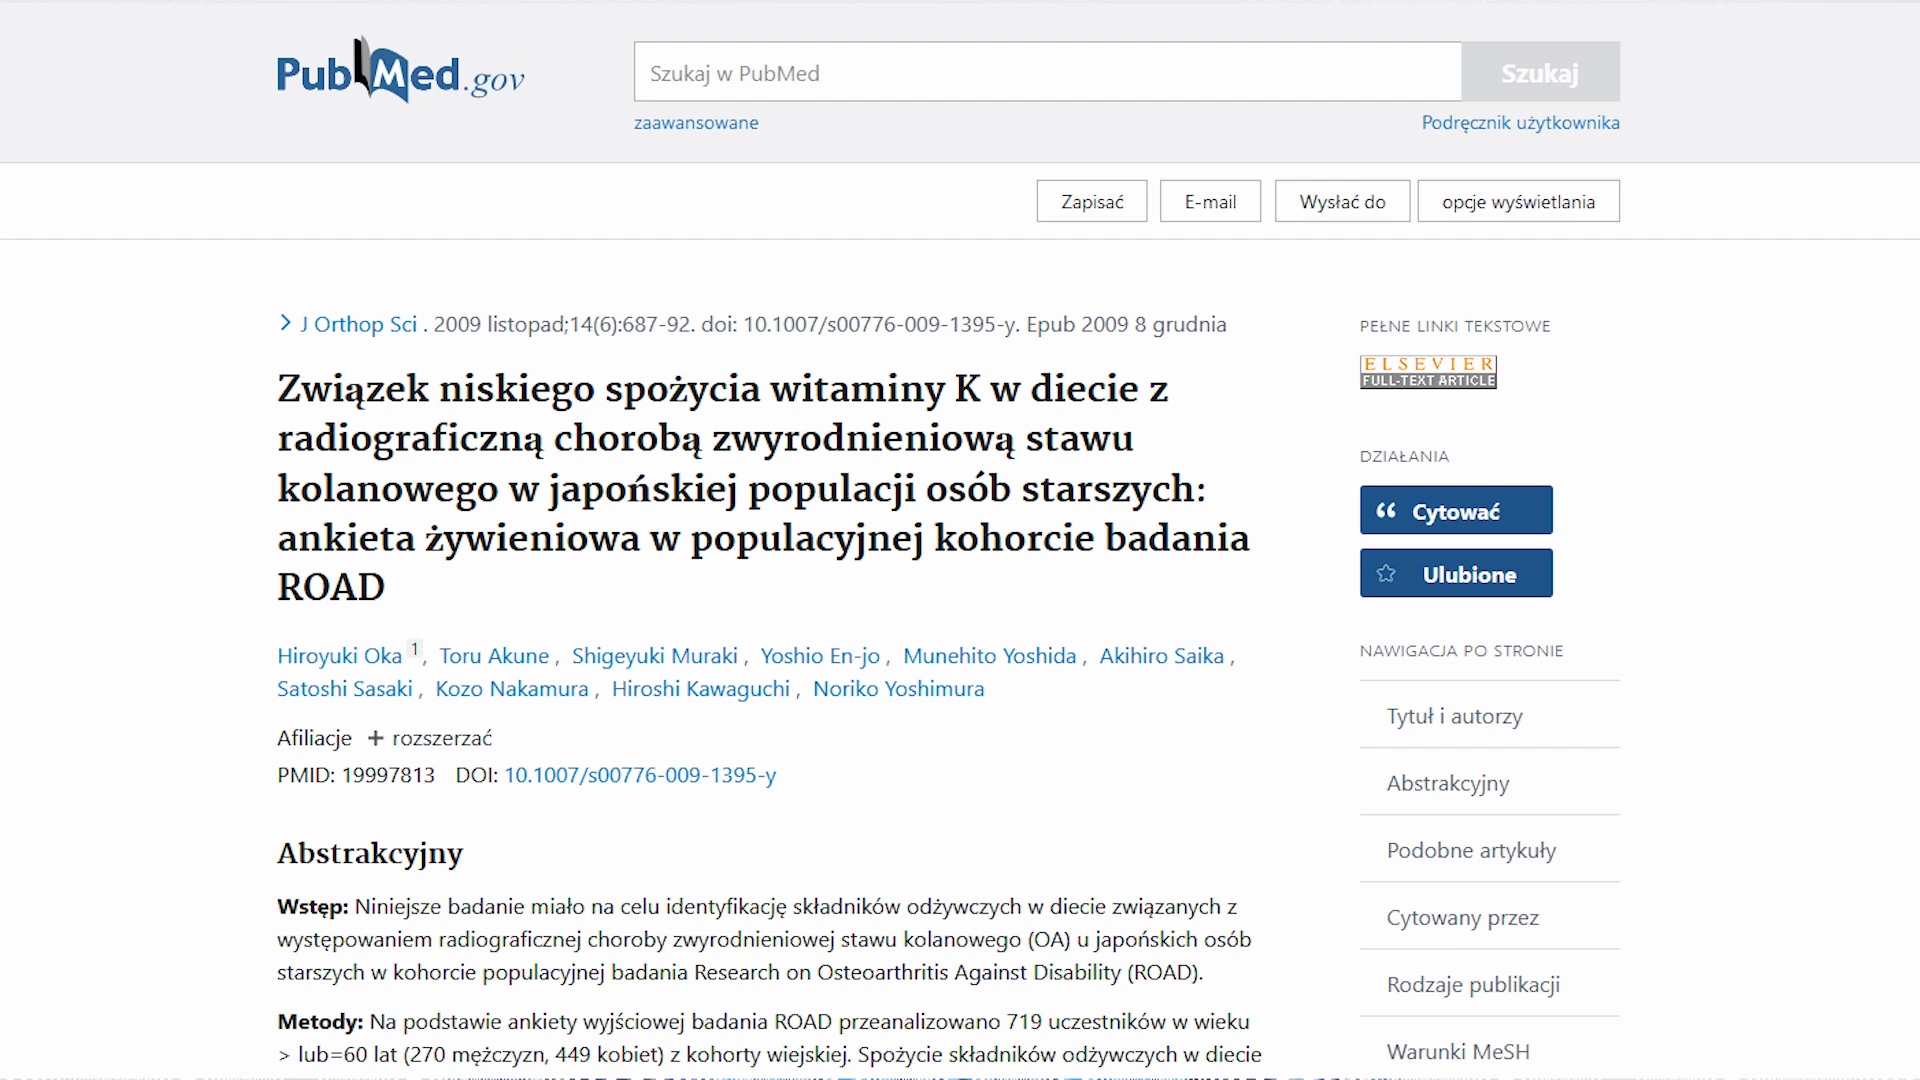 PubMed.gov
Szukaj w PubMed
Szukaj
zaawansowane
Podręcznik użytkownika
Zapisać
E-mail
Wysłać do
opcje wyświetlania
J Orthop Sci . 2009 listopad;14(6):687-92. doi: 10.1007/s00776-009-1395-y. Epub 2009 8 grudnia
Związek niskiego spożycia witaminy K w diecie z
radiograficzną chorobą zwyrodnieniową stawu
kolanowego w japońskiej populacji osób starszych:
ankieta żywieniowa w populacyjnej kohorcie badania
ROAD
Hiroyuki Oka 1, Toru Akune , Shigeyuki Muraki , Yoshio En-jo , Munehito Yoshida , Akihiro Saika ,
Satoshi Sasaki , Kozo Nakamura , Hiroshi Kawaguchi , Noriko Yoshimura
Afiliacje + rozszerzać
PMID: 19997813 DOI: 10.1007/s00776-009-1395-y
Abstrakcyjny
Wstęp: Niniejsze badanie miało na celu identyfikację składników odżywczych w diecie związanych z
występowaniem radiograficznej choroby zwyrodnieniowej stawu kolanowego (OA) u japońskich osób
starszych w kohorcie populacyjnej badania Research on Osteoarthritis Against Disability (ROAD).
Metody: Na podstawie ankiety wyjściowej badania ROAD przeanalizowano 719 uczestników w wieku
> lub=60 lat (270 mężczyzn, 449 kobiet) z kohorty wiejskiej. Spożycie składników odżywczych w diecie
PEŁNE LINKI TEKSTOWE
ELSEVIER
FULL-TEXT ARTICLE
DZIAŁANIA
Cytować
Ulubione
NAWIGACJA PO STRONIE
Tytuł i autorzy
Abstrakcyjny
Podobne artykuły
Cytowany przez
Rodzaje publikacji
Warunki MeSH